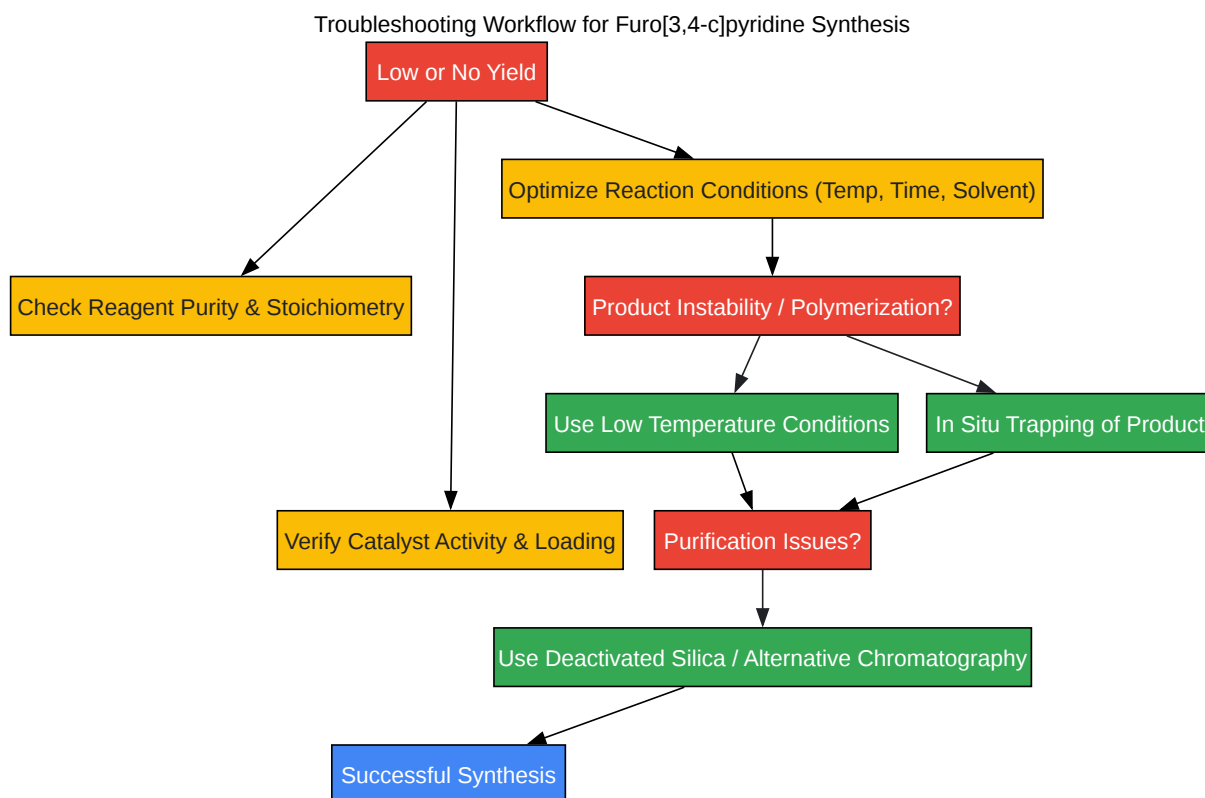 Troubleshooting Workflow for Furo[3,4-c]pyridine Synthesis
Low or No Yield
Optimize Reaction Conditions (Temp, Time, Solvent)
Check Reagent Purity & Stoichiometry
Product Instability / Polymerization?
Use Low Temperature Conditions
In Situ Trapping of Product
Verify Catalyst Activity & Loading
Purification Issues?
Use Deactivated Silica / Alternative Chromatography
Successful Synthesis